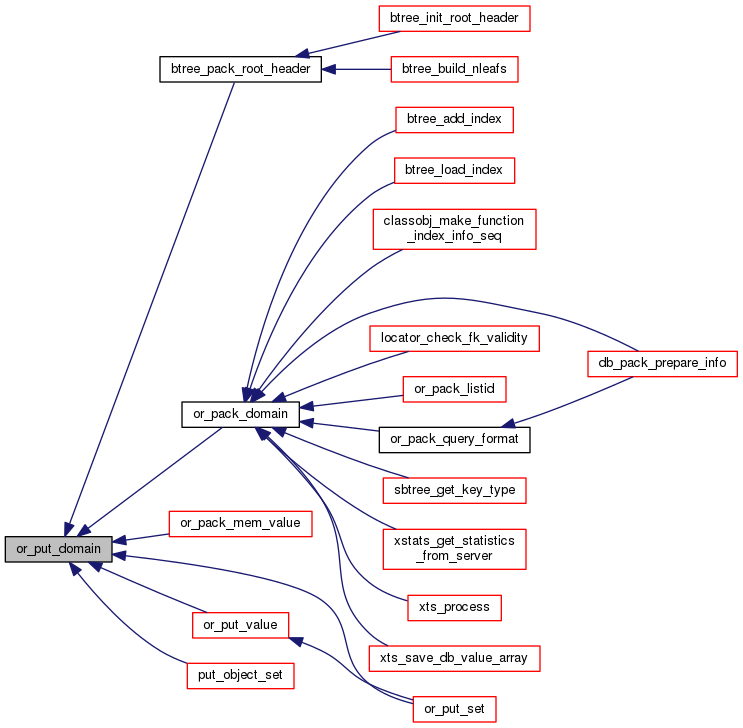 btree_init_root_header
btree_pack_root_header
btree_build_nleafs
btree_add_index
btree_load_index
classobj_make_function
_index_info_seq
locator_check_fk_validity
db_pack_prepare_info
or_pack_listid
or_pack_domain
or_pack_query_format
sbtree_get_key_type
or_pack_mem_value
xstats_get_statistics
_from_server
or_put_domain
xts_process
or_put_value
xts_save_db_value_array
put_object_set
or_put_set